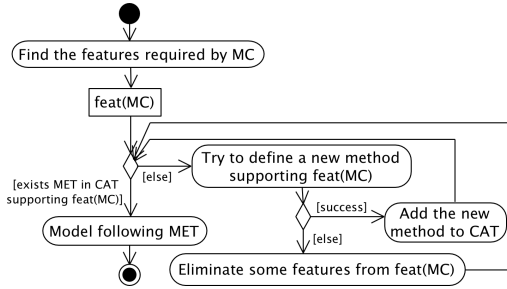 Find the features required by MC
feat(MC)
[else]
Try to define a new method
supporting feat(MC)
[exists MET in CAT
supporting feat(MC)]
[success]
Add the new
method to CAT
Model following MET
[else]
Eliminate some features from feat(MC)